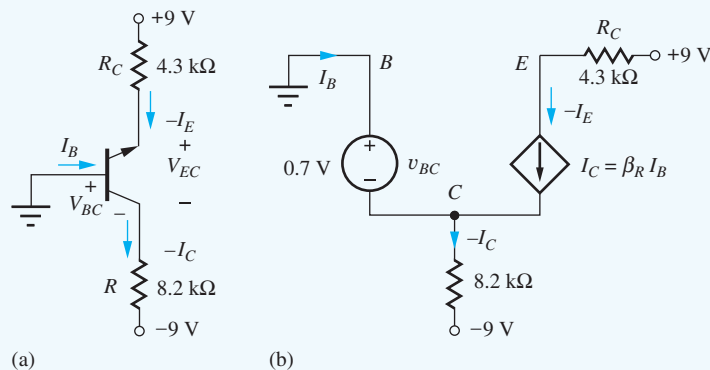 +9 V
R_C
4.3 kΩ
−I_E
+
V_EC
−
I_B
+
V_BC
−
−I_C
R
8.2 kΩ
−9 V
(a)
I_B
B
0.7 V
+
−
v_BC
C
−I_C
8.2 kΩ
−9 V
E
R_C
4.3 kΩ
+9 V
−I_E
I_C = β_R I_B
(b)